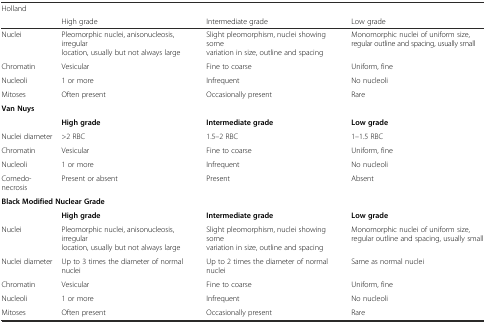 Holland
High grade Intermediate grade Low grade
Nuclei Pleomorphic nuclei, anisonucleosis, Slight pleomorphism, nuclei showing Monomorphic nuclei of uniform size,
irregular some regular outline and spacing, usually small
location, usually but not always large variation in size, outline and spacing
Chromatin Vesicular Fine to coarse Uniform, fine
Nucleoli 1 or more Infrequent No nucleoli
Mitoses Often present Occasionally present Rare
Van Nuys
High grade Intermediate grade Low grade
Nuclei diameter >2 RBC 1.5–2 RBC 1–1.5 RBC
Chromatin Vesicular Fine to coarse Uniform, fine
Nucleoli 1 or more Infrequent No nucleoli
Comedo- Present or absent Present Absent
necrosis
Black Modified Nuclear Grade
High grade Intermediate grade Low grade
Nuclei Pleomorphic nuclei, anisonucleosis, Slight pleomorphism, nuclei showing Monomorphic nuclei of uniform size,
irregular some regular outline and spacing, usually small
location, usually but not always large variation in size, outline and spacing
Nuclei diameter Up to 3 times the diameter of normal Up to 2 times the diameter of normal Same as normal nuclei
nuclei nuclei
Chromatin Vesicular Fine to coarse Uniform, fine
Nucleoli 1 or more Infrequent No nucleoli
Mitoses Often present Occasionally present Rare